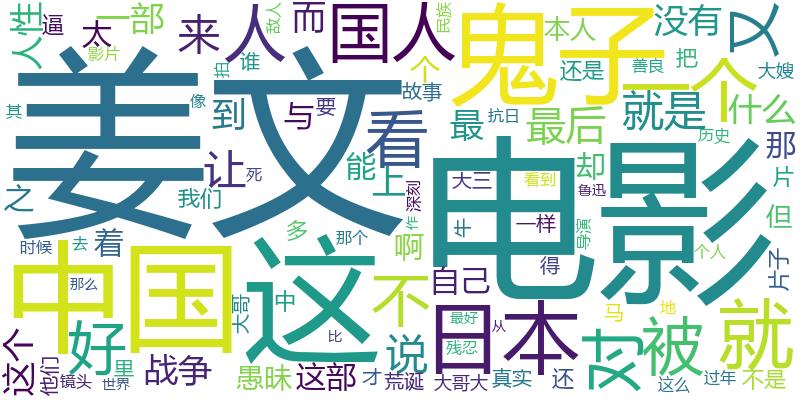 人性
逼
太
一部
影片
来
人
而
敌人
国人
民族
鬼子
没有
又
拍
谁
个
本人
还是
善良
把
大嫂
姜文
像
到
与
要
故事
看
最
抗日
最后
一个
就是
什么
其
让
死
我们
能
上
深刻
大三
看到
却
鲁迅
历史
那
片
之
时候
去
着
多
那个
啊
作
�牛
一样
导演
电影
个人
但
片子
中国
那么
大哥
中
这
不
自己
得
日本
马
地
对
被
就
这个
他们
好
里
镜头
世界
战争
愚昧
这部
比
才
说
荒诞
大哥大
最好
残忍
从
真实
还
这么
过年
不是